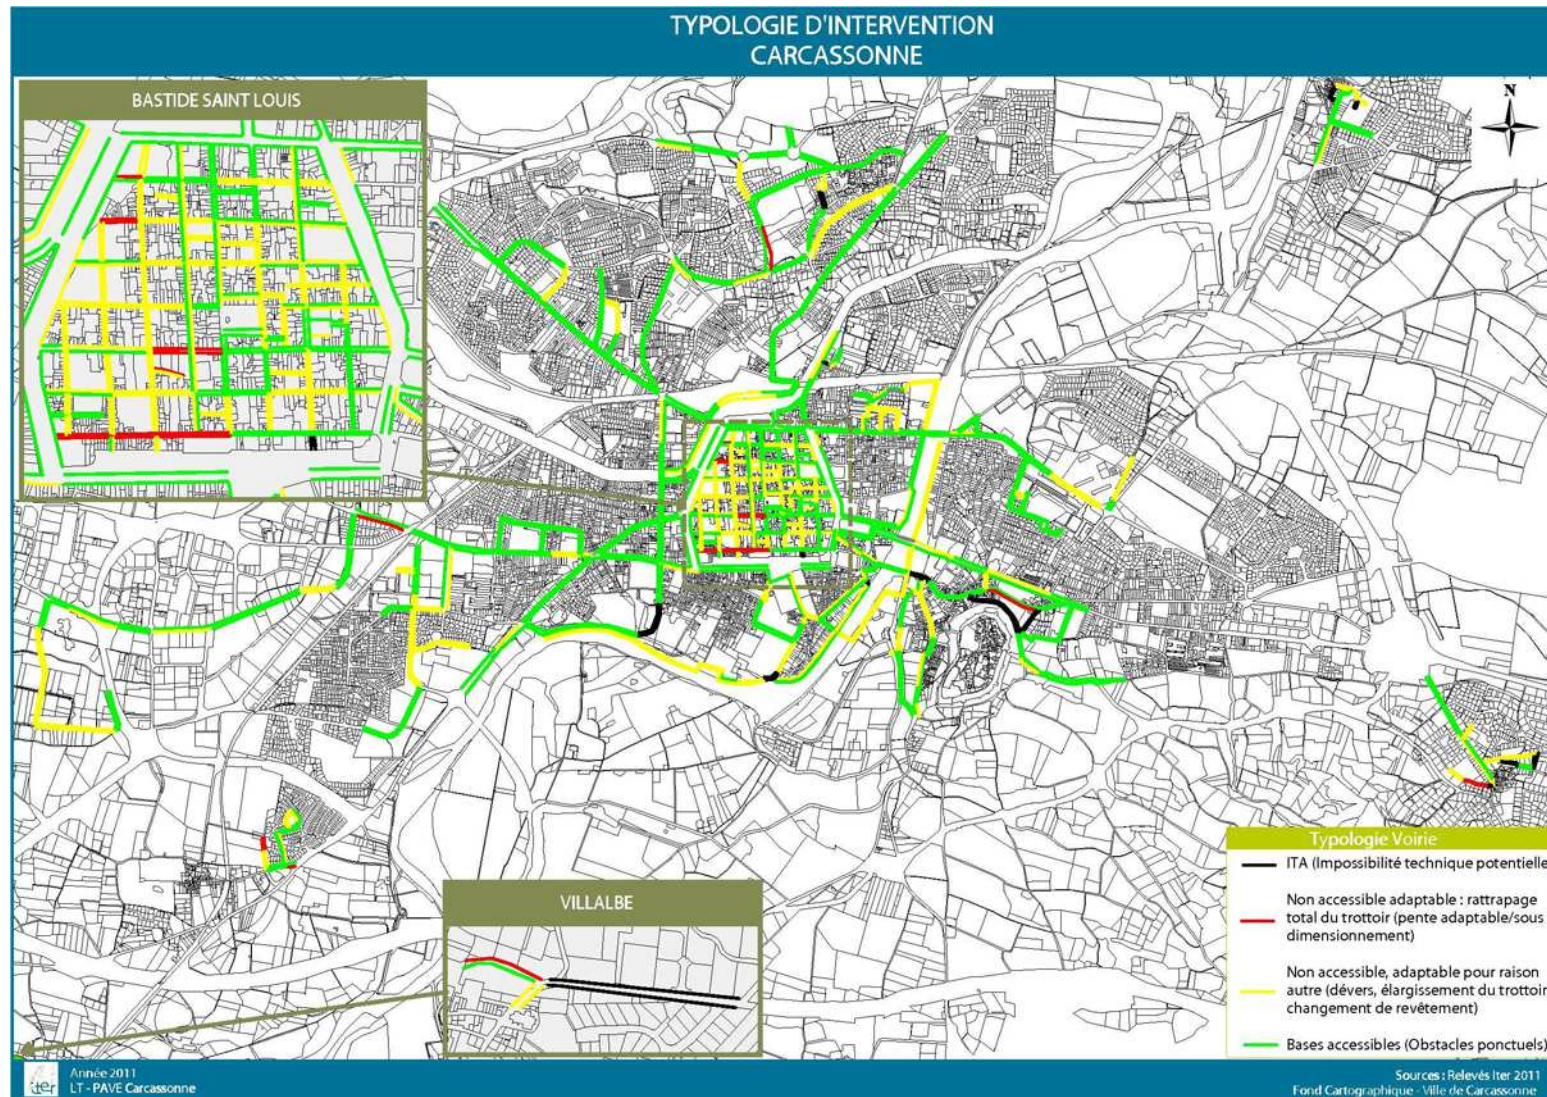 TYPOLOGIE D'INTERVENTION
CARCASSONNE
BASTIDE SAINT LOUIS
N
VILLALBE
Typologie Voirie
ITA (Impossibilité technique potentielle
Non accessible adaptable : rattrapage
total du trottoir (pente adaptable/sous
dimensionnement)
Non accessible, adaptable pour raison
autre (dévers, élargissement du trottoir
changement de revêtement)
Bases accessibles (Obstacles ponctuels)
iter
Année 2011
LT - PAVE Carcassonne
Sources : Relevés Iter 2011
Fond Cartographique - Ville de Carcassonne